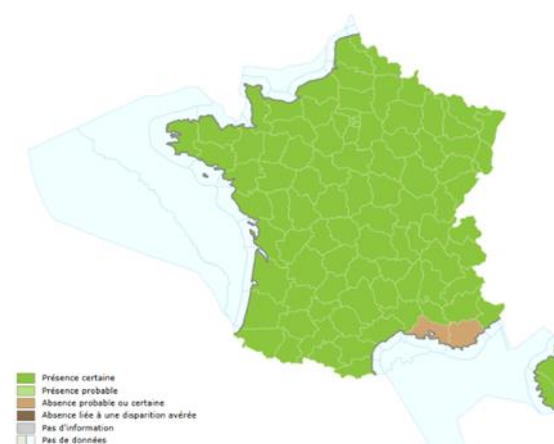 Présence certaine
Présence probable
Absence probable ou certaine
Absence liée à une disparition avérée
Pas d'information
Pas de données